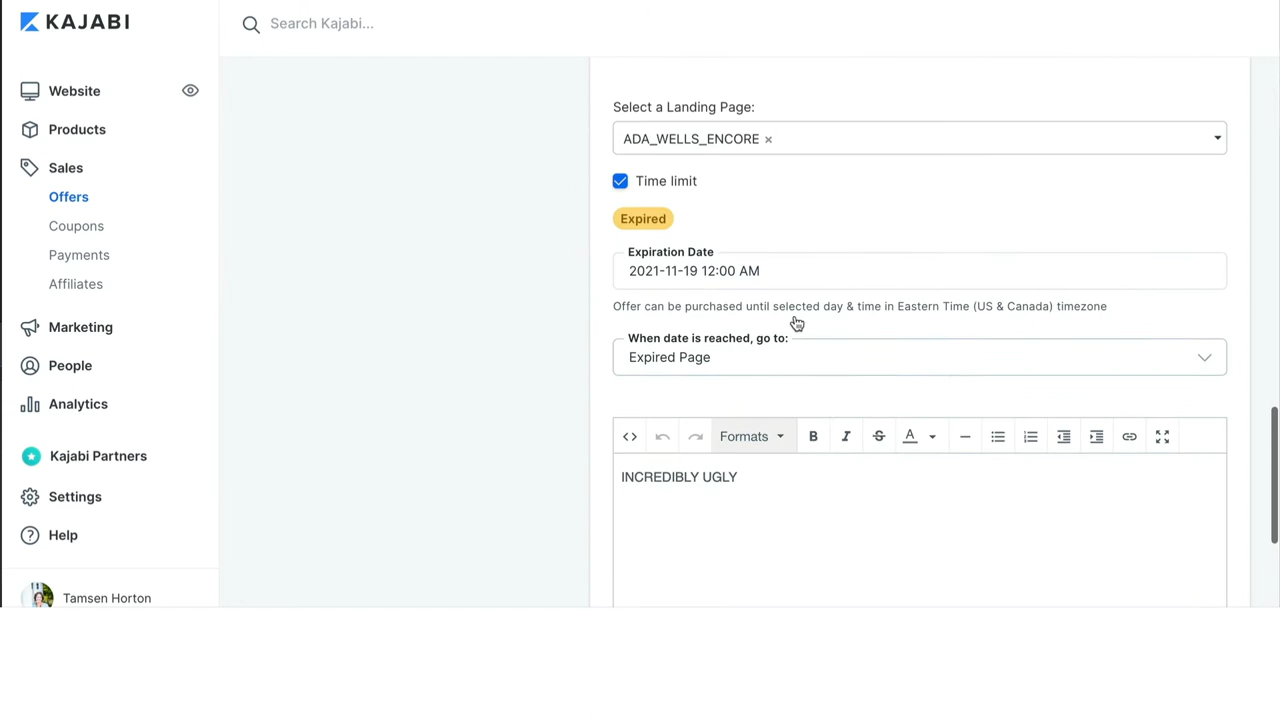 KAJABI
Search Kajabi...
Website
Products
Sales
Offers
Coupons
Payments
Affiliates
Marketing
People
Analytics
Kajabi Partners
Settings
Help
Tamsen Horton
Select a Landing Page:
ADA_WELLS_ENCORE ×
Time limit
Expired
Expiration Date
2021-11-19 12:00 AM
Offer can be purchased until selected day & time in Eastern Time (US & Canada) timezone
When date is reached, go to:
Expired Page
Formats B I S A
INCREDIBLY UGLY